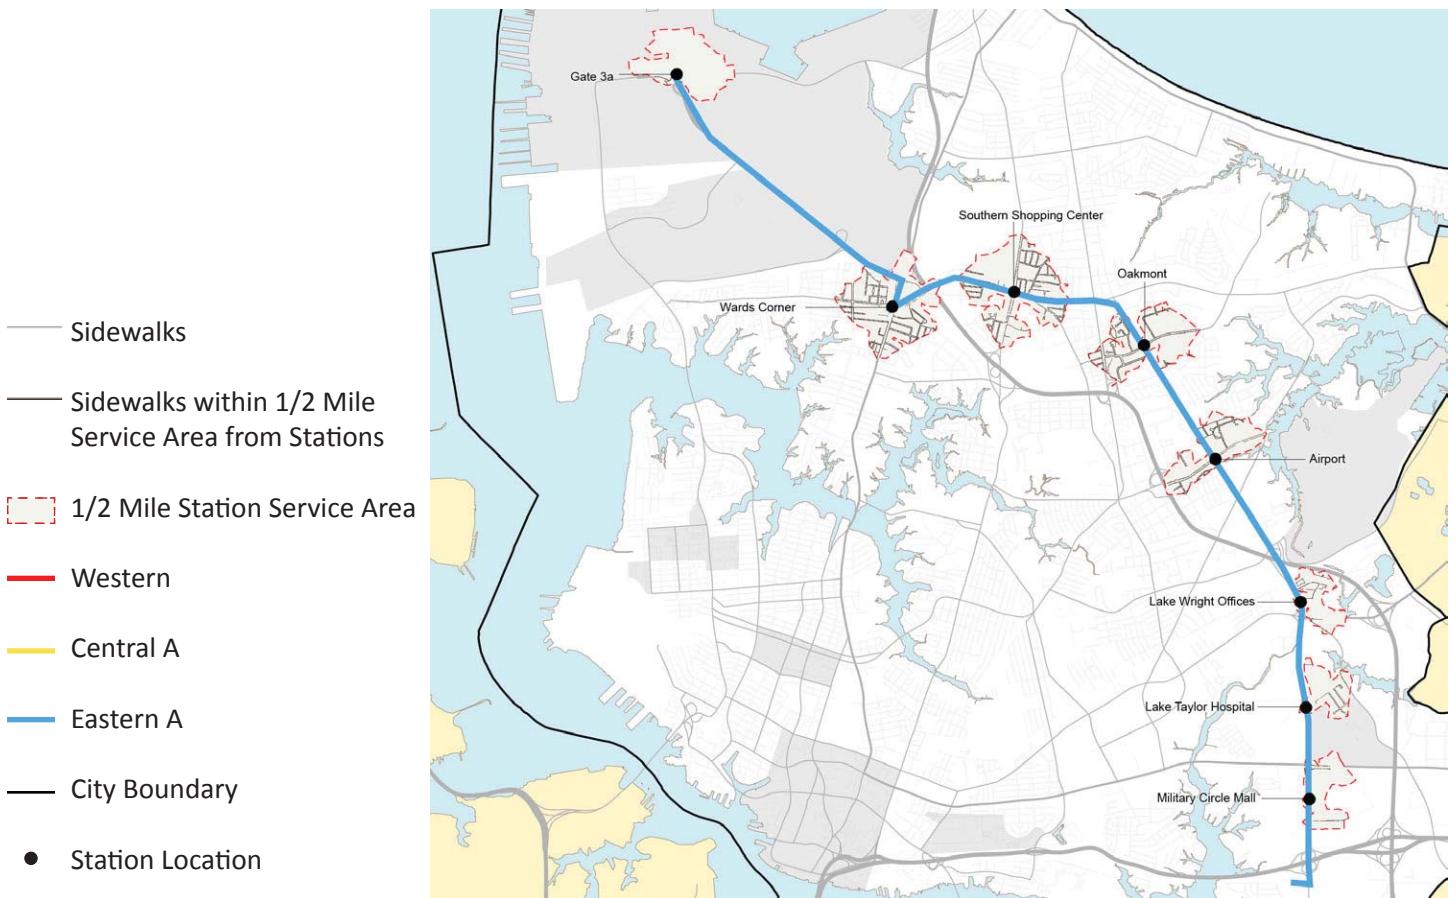 Sidewalks
Sidewalks within 1/2 Mile
Service Area from Stations
1/2 Mile Station Service Area
Western
Central A
Eastern A
City Boundary
Station Location
Gate 3a
Southern Shopping Center
Oakmont
Wards Corner
Airport
Lake Wright Offices
Lake Taylor Hospital
Military Circle Mall